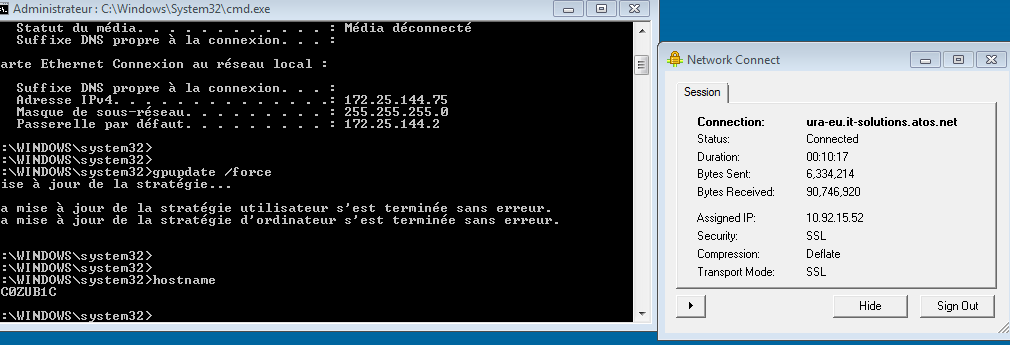 Administrateur : C:\Windows\System32\cmd.exe
Statut du média. . . . . . . . . . . . : Média déconnecté
Suffixe DNS propre à la connexion. . . :
arte Ethernet Connexion au réseau local :
Suffixe DNS propre à la connexion. . . :
Adresse IPv4. . . . . . . . . . . . . .: 172.25.144.75
Masque de sous-réseau. . . . . . . . . : 255.255.255.0
Passerelle par défaut. . . . . . . . . : 172.25.144.2
:\WINDOWS\system32>
:\WINDOWS\system32>
:\WINDOWS\system32>gpupdate /force
ise à jour de la stratégie...
a mise à jour de la stratégie utilisateur s'est terminée sans erreur.
a mise à jour de la stratégie d'ordinateur s'est terminée sans erreur.
:\WINDOWS\system32>
:\WINDOWS\system32>
:\WINDOWS\system32>hostname
C0ZUB1C
:\WINDOWS\system32>
Network Connect
Session
Connection: ura-eu.it-solutions.atos.net
Status: Connected
Duration: 00:10:17
Bytes Sent: 6,334,214
Bytes Received: 90,746,920
Assigned IP: 10.92.15.52
Security: SSL
Compression: Deflate
Transport Mode: SSL
Hide
Sign Out